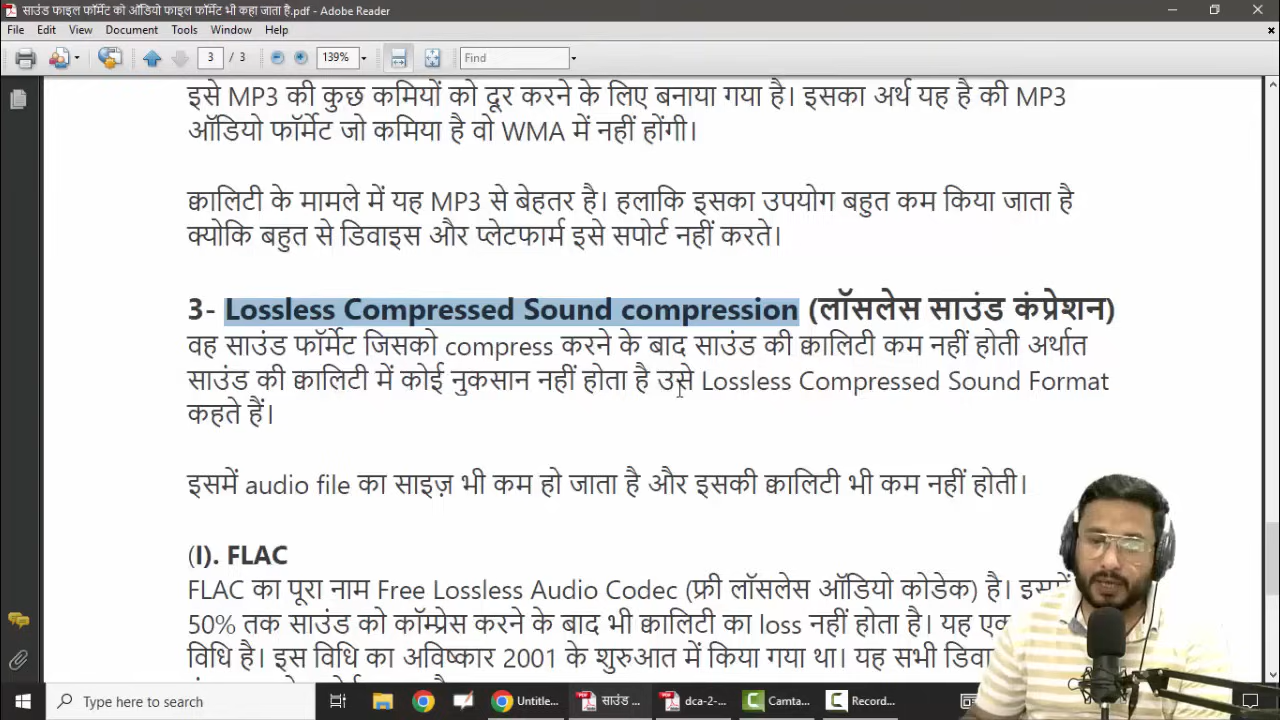 साउंड फाइल फॉर्मेट को ऑडियो फाइल फॉर्मेट भी कहा जाता है.pdf - Adobe Reader
File Edit View Document Tools Window Help
3 / 3 139% Find
इसे MP3 की कुछ कमियों को दूर करने के लिए बनाया गया है। इसका अर्थ यह है की MP3
ऑडियो फॉर्मेट जो कमिया है वो WMA में नहीं होंगी।
क्वालिटी के मामले में यह MP3 से बेहतर है। हलाकि इसका उपयोग बहुत कम किया जाता है
क्योकि बहुत से डिवाइस और प्लेटफार्म इसे सपोर्ट नहीं करते।
3- Lossless Compressed Sound compression (लॉसलेस साउंड कंप्रेशन)
वह साउंड फॉर्मेट जिसको compress करने के बाद साउंड की क्वालिटी कम नहीं होती अर्थात
साउंड की क्वालिटी में कोई नुकसान नहीं होता है उसे Lossless Compressed Sound Format
कहते हैं।
इसमें audio file का साइज़ भी कम हो जाता है और इसकी क्वालिटी भी कम नहीं होती।
(I). FLAC
FLAC का पूरा नाम Free Lossless Audio Codec (फ्री लॉसलेस ऑडियो कोडेक) है। इसमें
50% तक साउंड को कॉम्प्रेस करने के बाद भी क्वालिटी का loss नहीं होता है। यह एक
विधि है। इस विधि का अविष्कार 2001 के शुरुआत में किया गया था। यह सभी डिवा
Type here to search Untitle... साउंड ... dca-2-... Camta... Record...